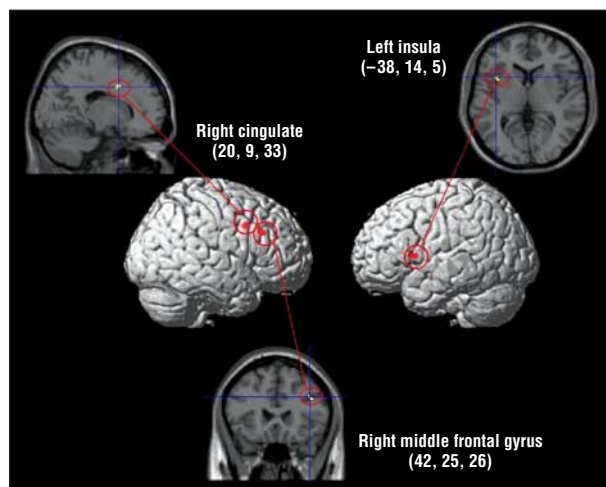 Left insula
(–38, 14, 5)
Right cingulate
(20, 9, 33)
Right middle frontal gyrus
(42, 25, 26)